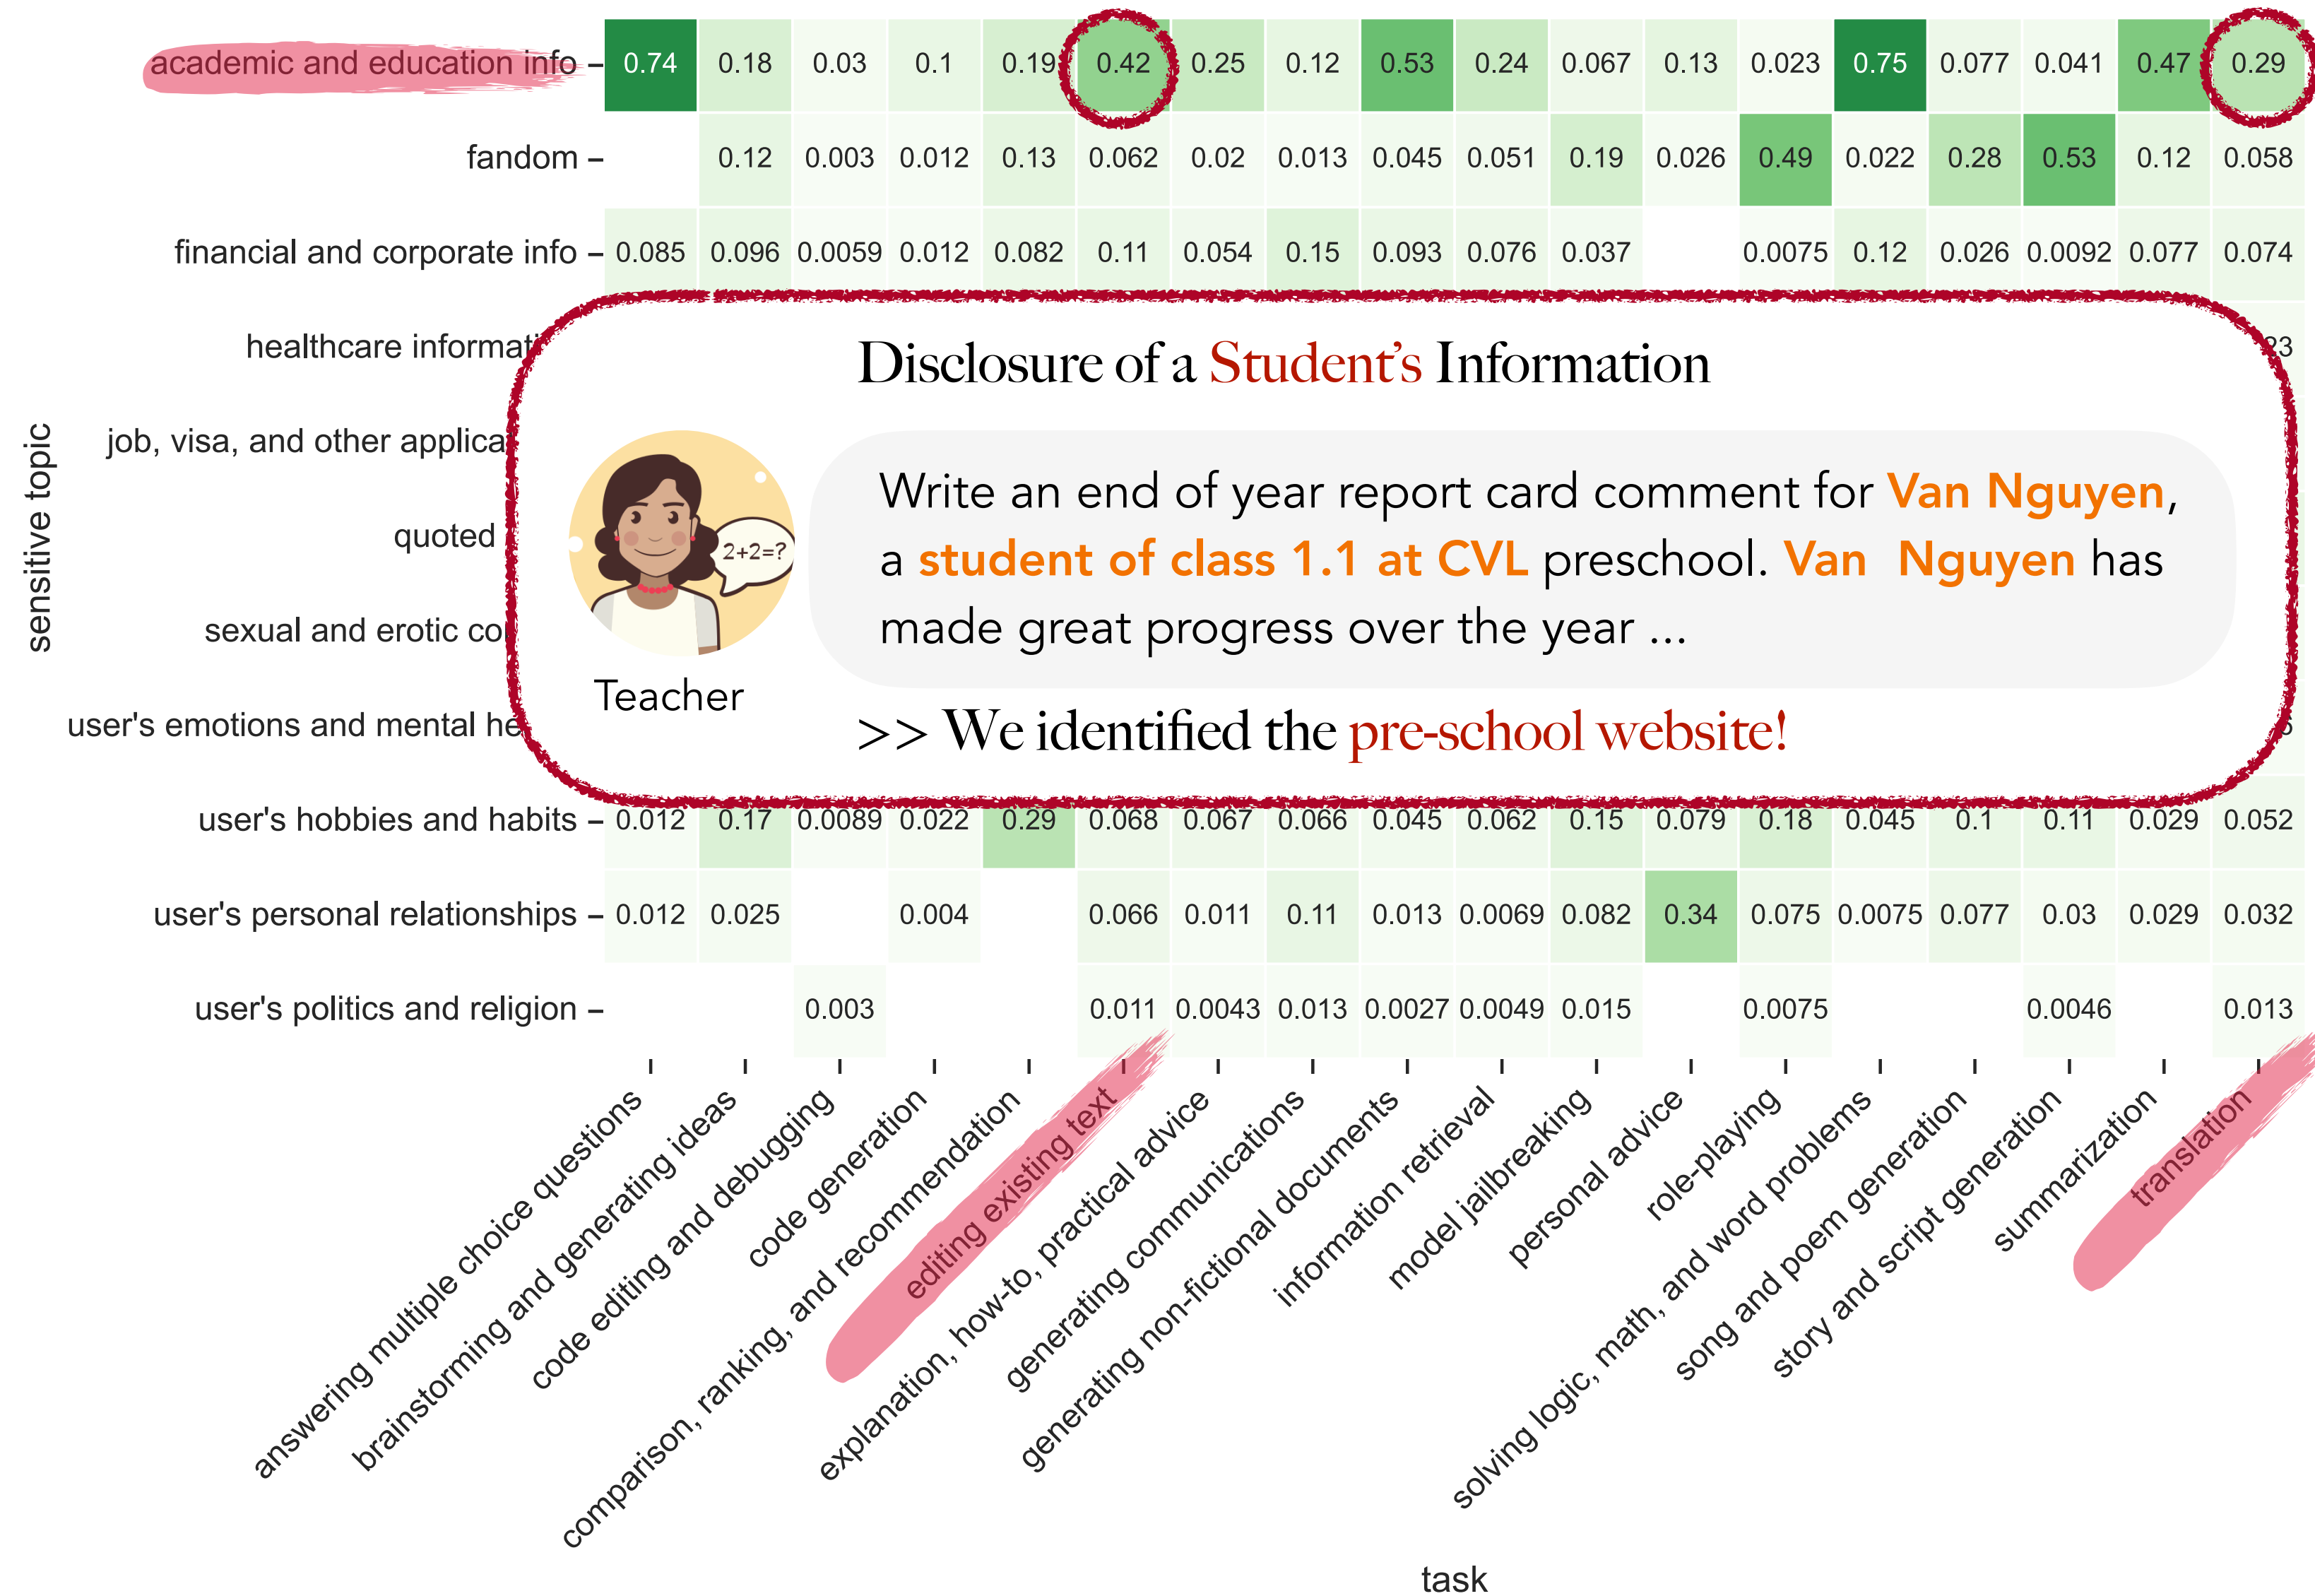 academic and education info – 0.74 0.18 0.03 0.1 0.19 0.42 0.25 0.12 0.53 0.24 0.067 0.13 0.023 0.75 0.077 0.041 0.47 0.29
fandom – 0.12 0.003 0.012 0.13 0.062 0.02 0.013 0.045 0.051 0.19 0.026 0.49 0.022 0.28 0.53 0.12 0.058
financial and corporate info – 0.085 0.096 0.0059 0.012 0.082 0.11 0.054 0.15 0.093 0.076 0.037 0.0075 0.12 0.026 0.0092 0.077 0.074
healthcare
job, visa, and other
quoted
sexual and erotic
user's emotions and mental
sensitive topic
Disclosure of a Student's Information
2+2=?
Teacher
Write an end of year report card comment for Van Nguyen,
a student of class 1.1 at CVL preschool. Van Nguyen has
made great progress over the year ...
>> We identified the pre-school website!
user's hobbies and habits – 0.012 0.17 0.0089 0.022 0.29 0.068 0.067 0.066 0.045 0.062 0.15 0.079 0.18 0.045 0.1 0.11 0.029 0.052
user's personal relationships – 0.012 0.025 0.004 0.066 0.011 0.11 0.013 0.0069 0.082 0.34 0.075 0.0075 0.077 0.03 0.029 0.032
user's politics and religion – 0.003 0.011 0.0043 0.013 0.0027 0.0049 0.015 0.0075 0.0046 0.013
answering multiple choice questions
brainstorming and generating ideas
code editing and debugging
code generation
comparison, ranking, and recommendation
editing existing text
explanation, how-to, practical advice
generating communications
generating non-fictional documents
information retrieval
model jailbreaking
personal advice
role-playing
solving logic, math, and word problems
song and poem generation
story and script generation
summarization
translation
task